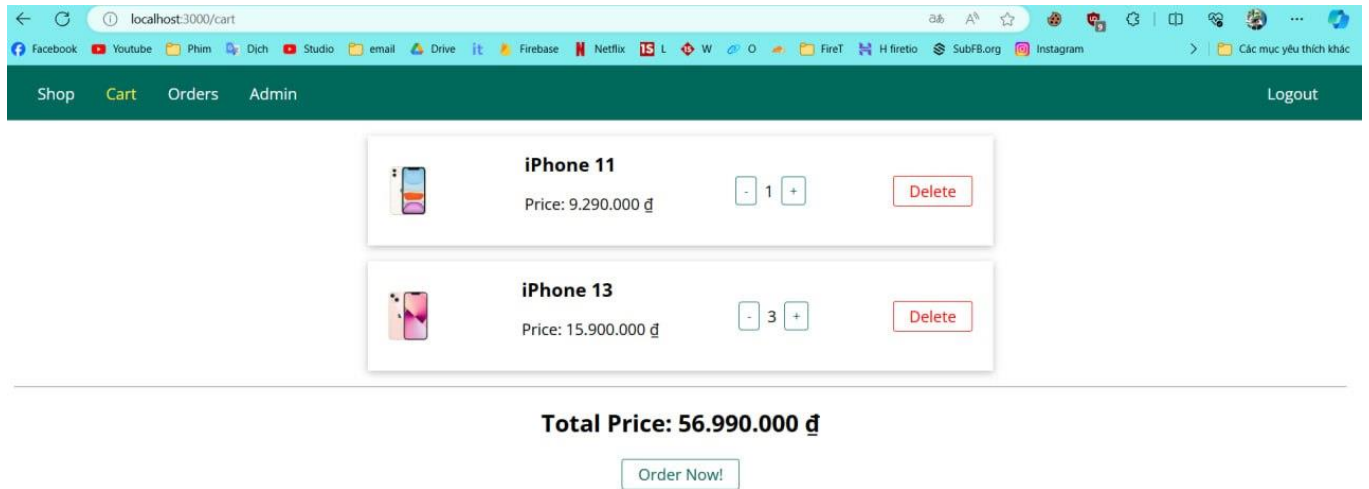 localhost:3000/cart
Facebook Youtube Phim Dịch Studio email Drive it Firebase Netflix L W O FireT H firetio SubFB.org Instagram Các mục yêu thích khác
Shop Cart Orders Admin Logout
iPhone 11
Price: 9.290.000 ₫
- 1 +
Delete
iPhone 13
Price: 15.900.000 ₫
- 3 +
Delete
Total Price: 56.990.000 ₫
Order Now!